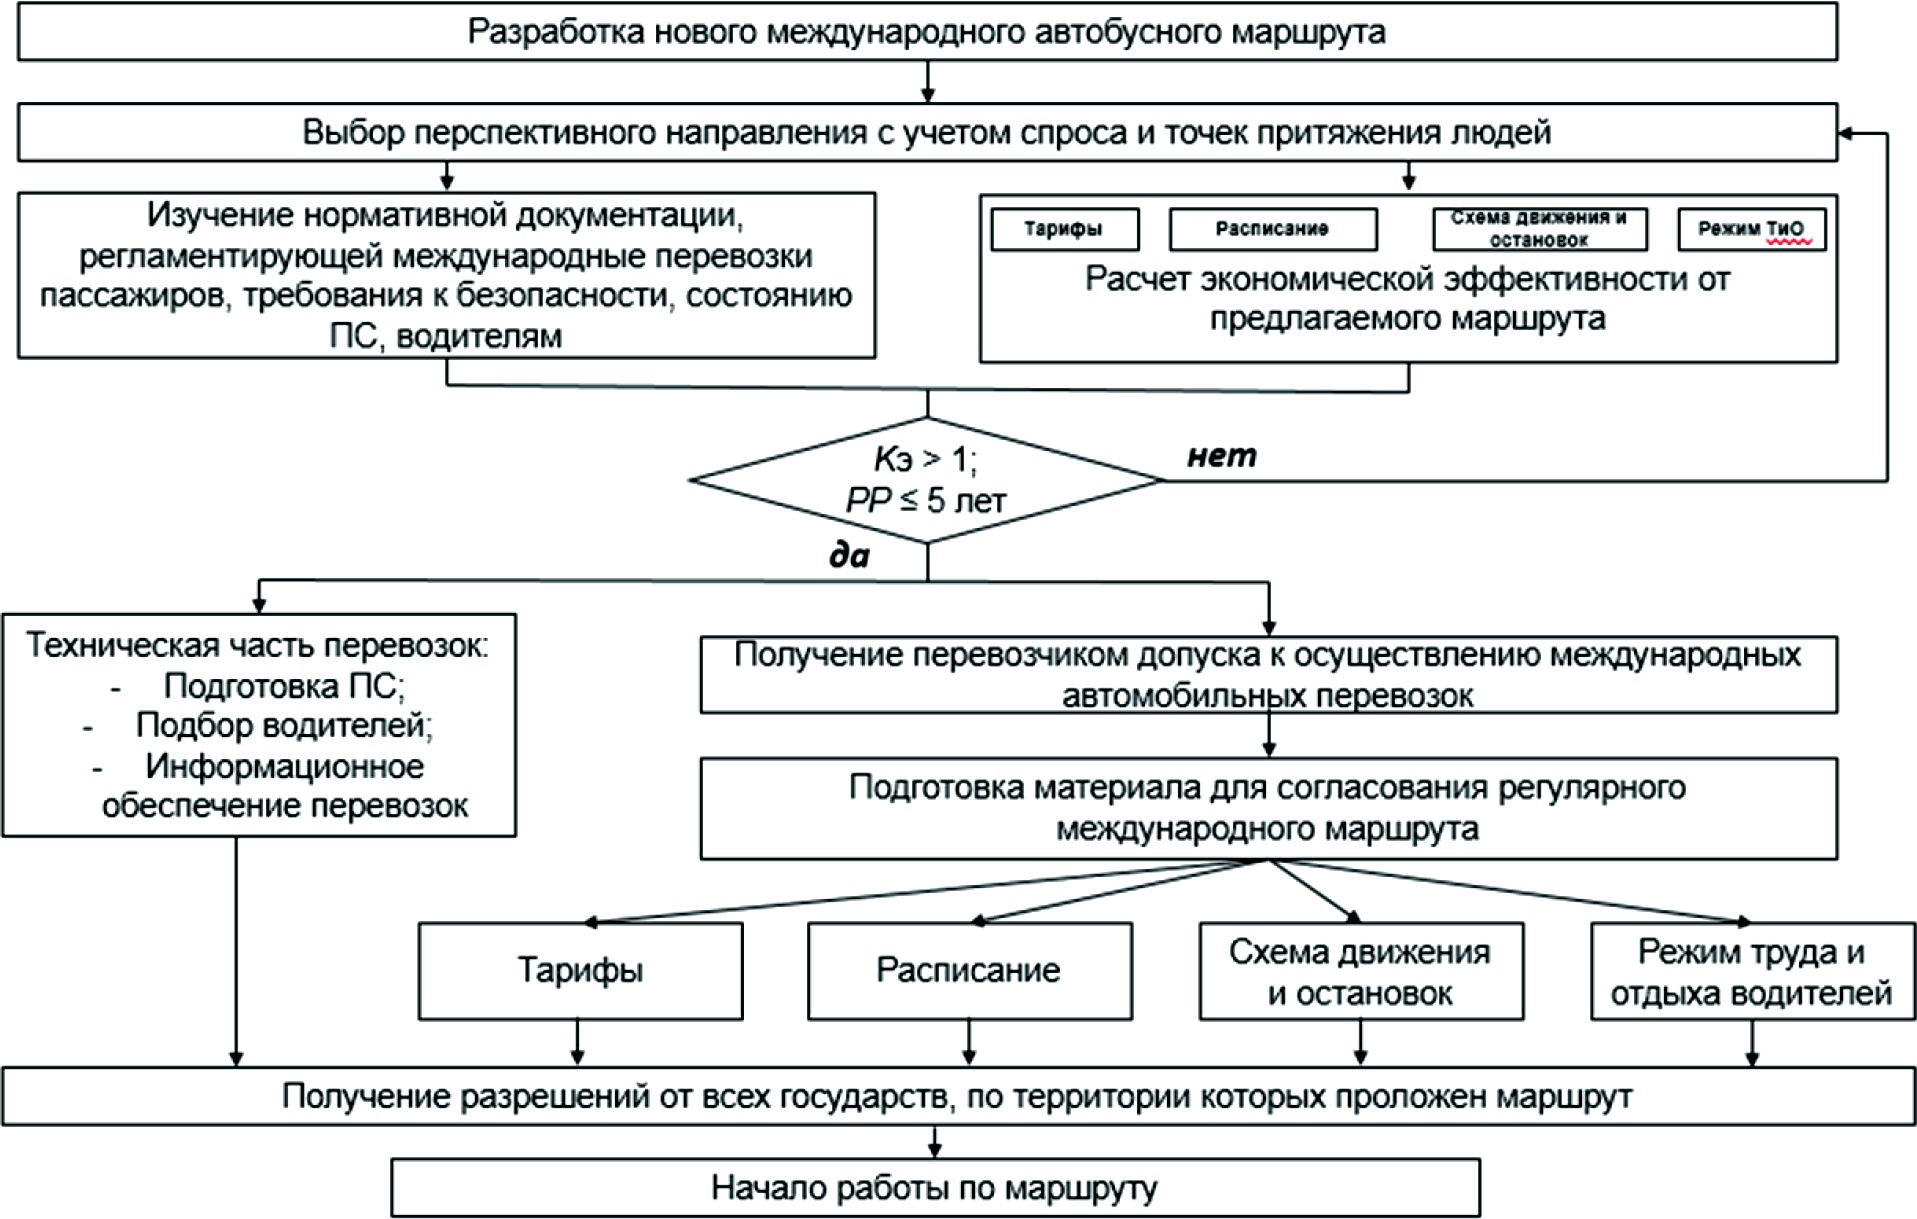 Разработка нового международного автобусного маршрута
Выбор перспективного направления с учетом спроса и точек притяжения людей
Изучение нормативной документации,
регламентирующей международные перевозки
пассажиров, требования к безопасности, состоянию
ПС, водителям
Тарифы
Расписание
Схема движения и
остановок
Режим ТиО
Расчет экономической эффективности от
предлагаемого маршрута
Кэ > 1;
PP ≤ 5 лет
нет
да
Техническая часть перевозок:
- Подготовка ПС;
- Подбор водителей;
- Информационное
обеспечение перевозок
Получение перевозчиком допуска к осуществлению международных
автомобильных перевозок
Подготовка материала для согласования регулярного
международного маршрута
Тарифы
Расписание
Схема движения
и остановок
Режим труда и
отдыха водителей
Получение разрешений от всех государств, по территории которых проложен маршрут
Начало работы по маршруту